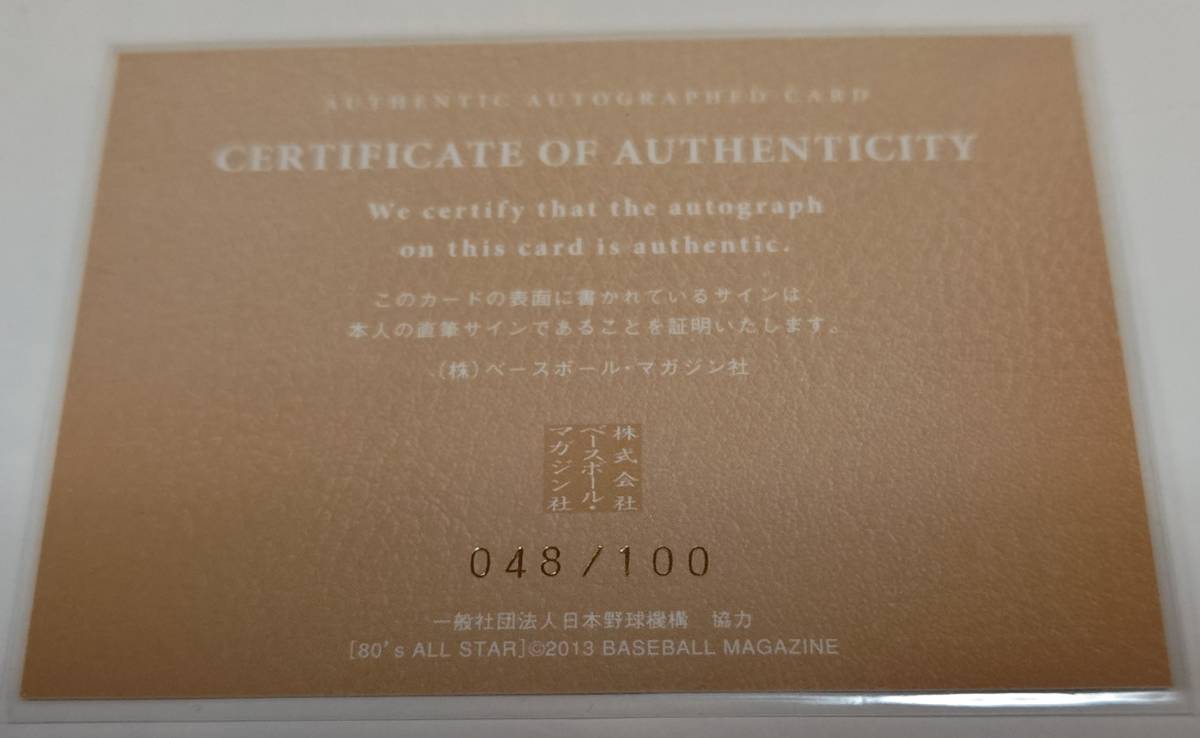 AUTHENTIC AUTOGRAPHED CARD
CERTIFICATE OF AUTHENTICITY
We certify that the autograph
on this card is authentic.
このカードの表面に書かれているサインは、
本人の直筆サインであることを証明いたします。
(株)ベースボール・マガジン社
株式会社
ベースボール・
マガジン社
048/100
一般社団法人日本野球機構 協力
[80's ALL STAR]©2013 BASEBALL MAGAZINE